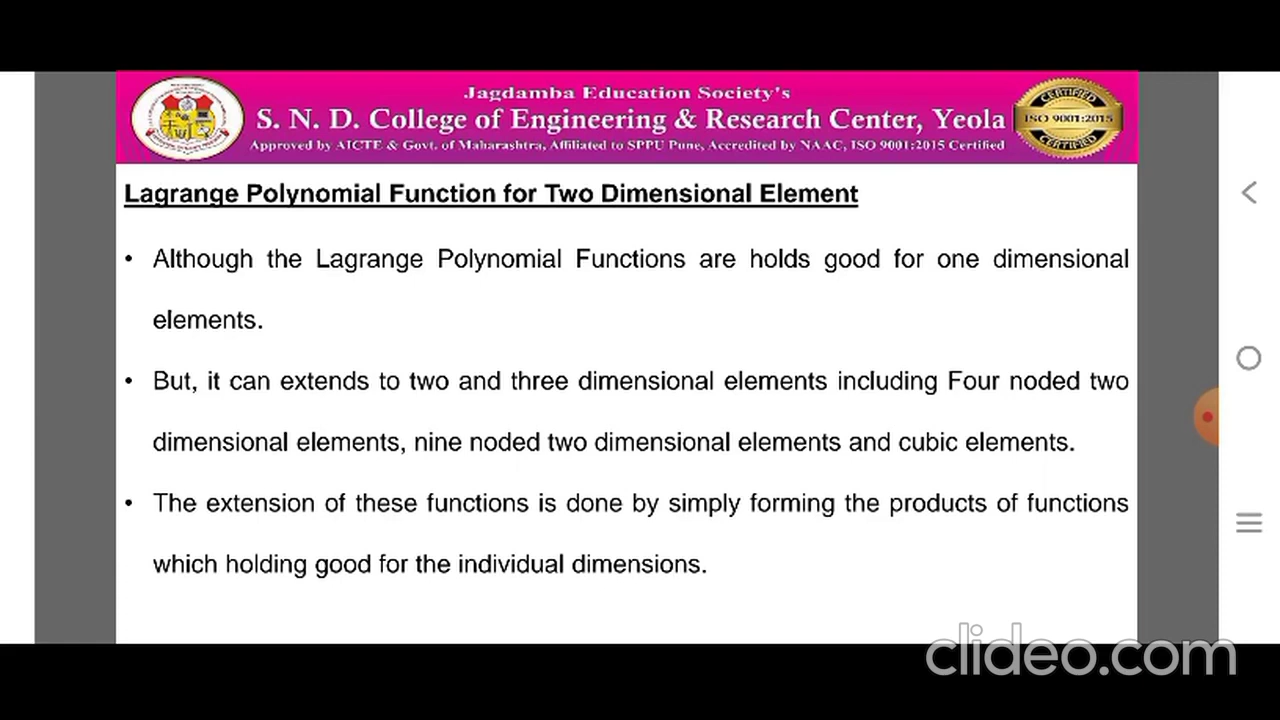 Jagdamba Education Society's
S. N. D. College of Engineering & Research Center, Yeola
Approved by AICTE & Govt. of Maharashtra, Affiliated to SPPU Pune, Accredited by NAAC, ISO 9001:2015 Certified
CERTIFIED
ISO 9001:2015
CERTIFIED
Lagrange Polynomial Function for Two Dimensional Element
• Although the Lagrange Polynomial Functions are holds good for one dimensional
elements.
• But, it can extends to two and three dimensional elements including Four noded two
dimensional elements, nine noded two dimensional elements and cubic elements.
• The extension of these functions is done by simply forming the products of functions
which holding good for the individual dimensions.
clideo.com